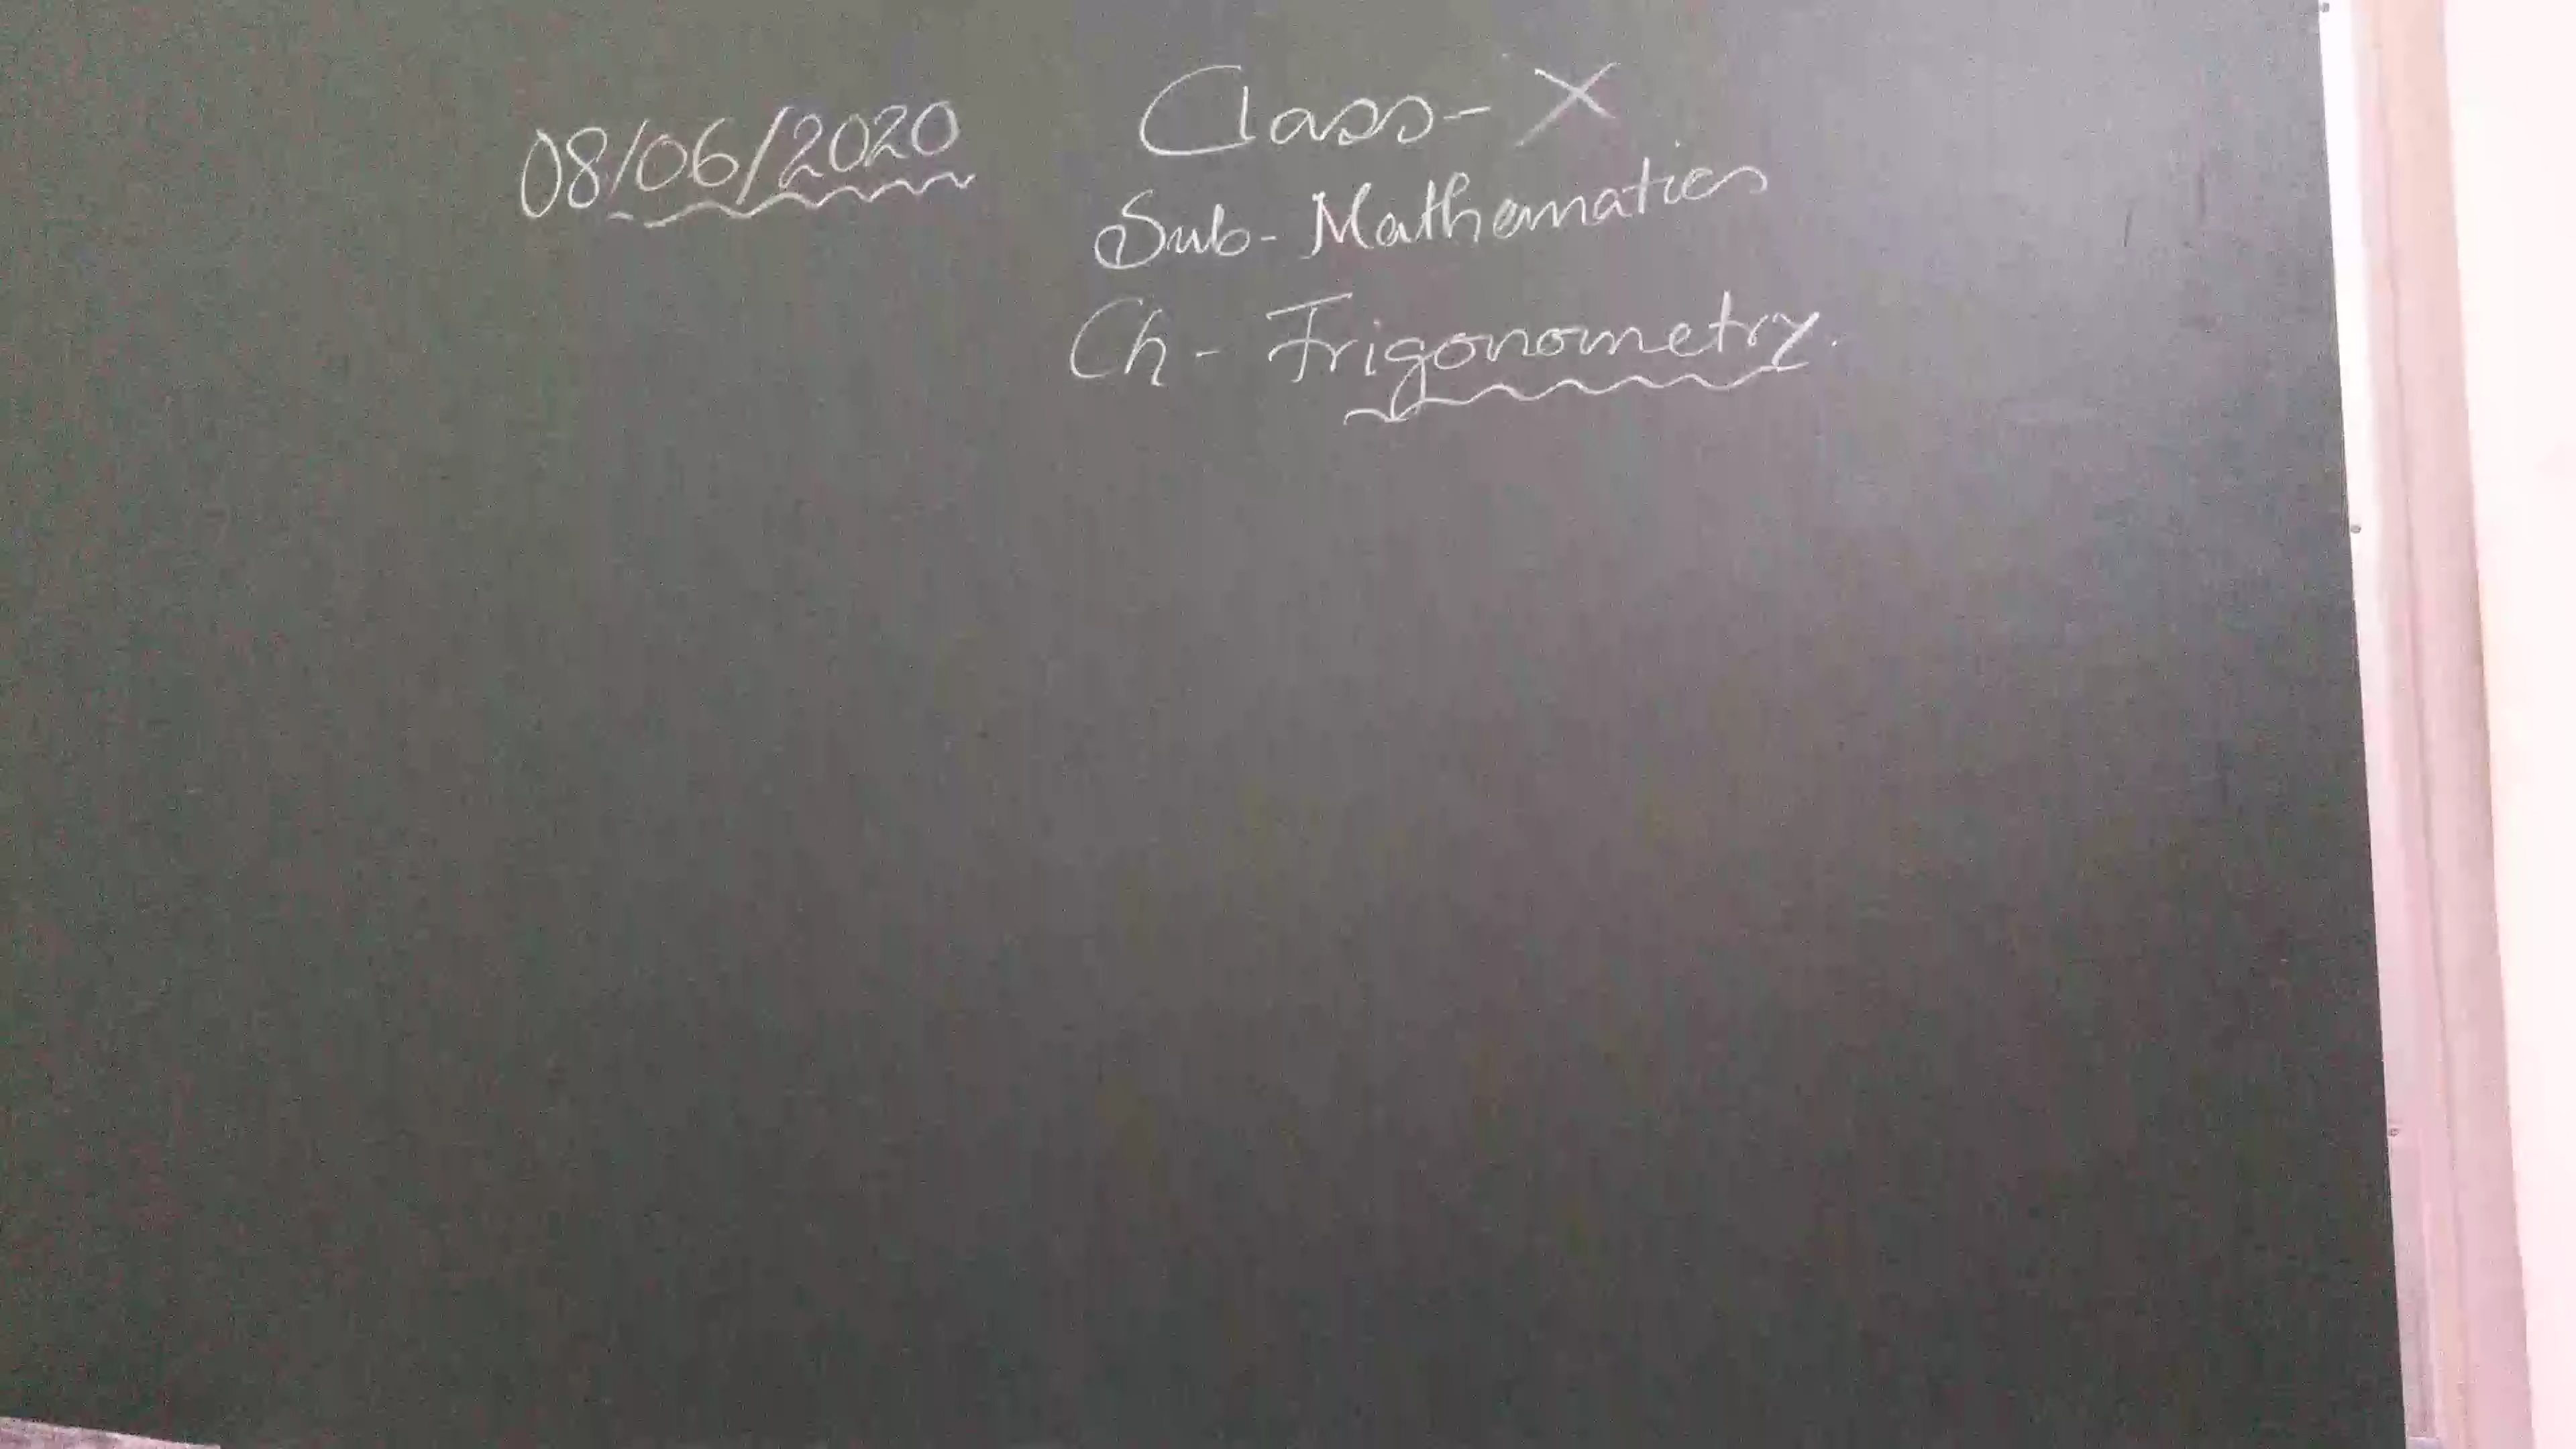 08/06/2020
Class- X
Sub- Mathematics
Ch- Trigonometry.